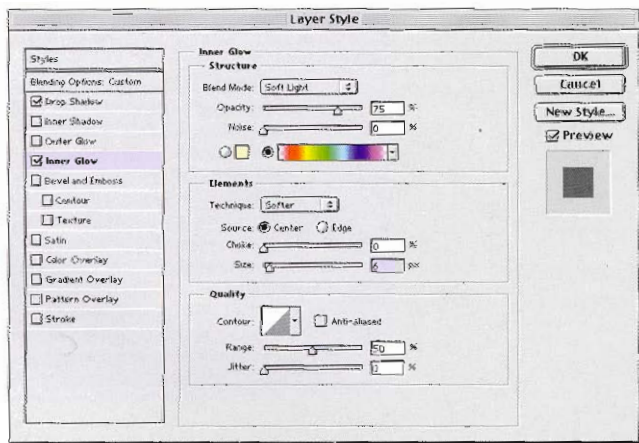 Layer Style
Styles
Blending Options: Custom
Drop Shadow
Inner Shadow
Outer Glow
Inner Glow
Bevel and Emboss
Contour
Texture
Satin
Color Overlay
Gradient Overlay
Pattern Overlay
Stroke
Inner Glow
Structure
Blend Mode: Soft Light
Opacity: 75 %
Noise: 0 %
Elements
Technique: Softer
Source: Center Edge
Choke: 0 %
Size: 6 px
Quality
Contour: Anti-aliased
Range: 50 %
Jitter: 0 %
OK
Cancel
New Style...
Preview